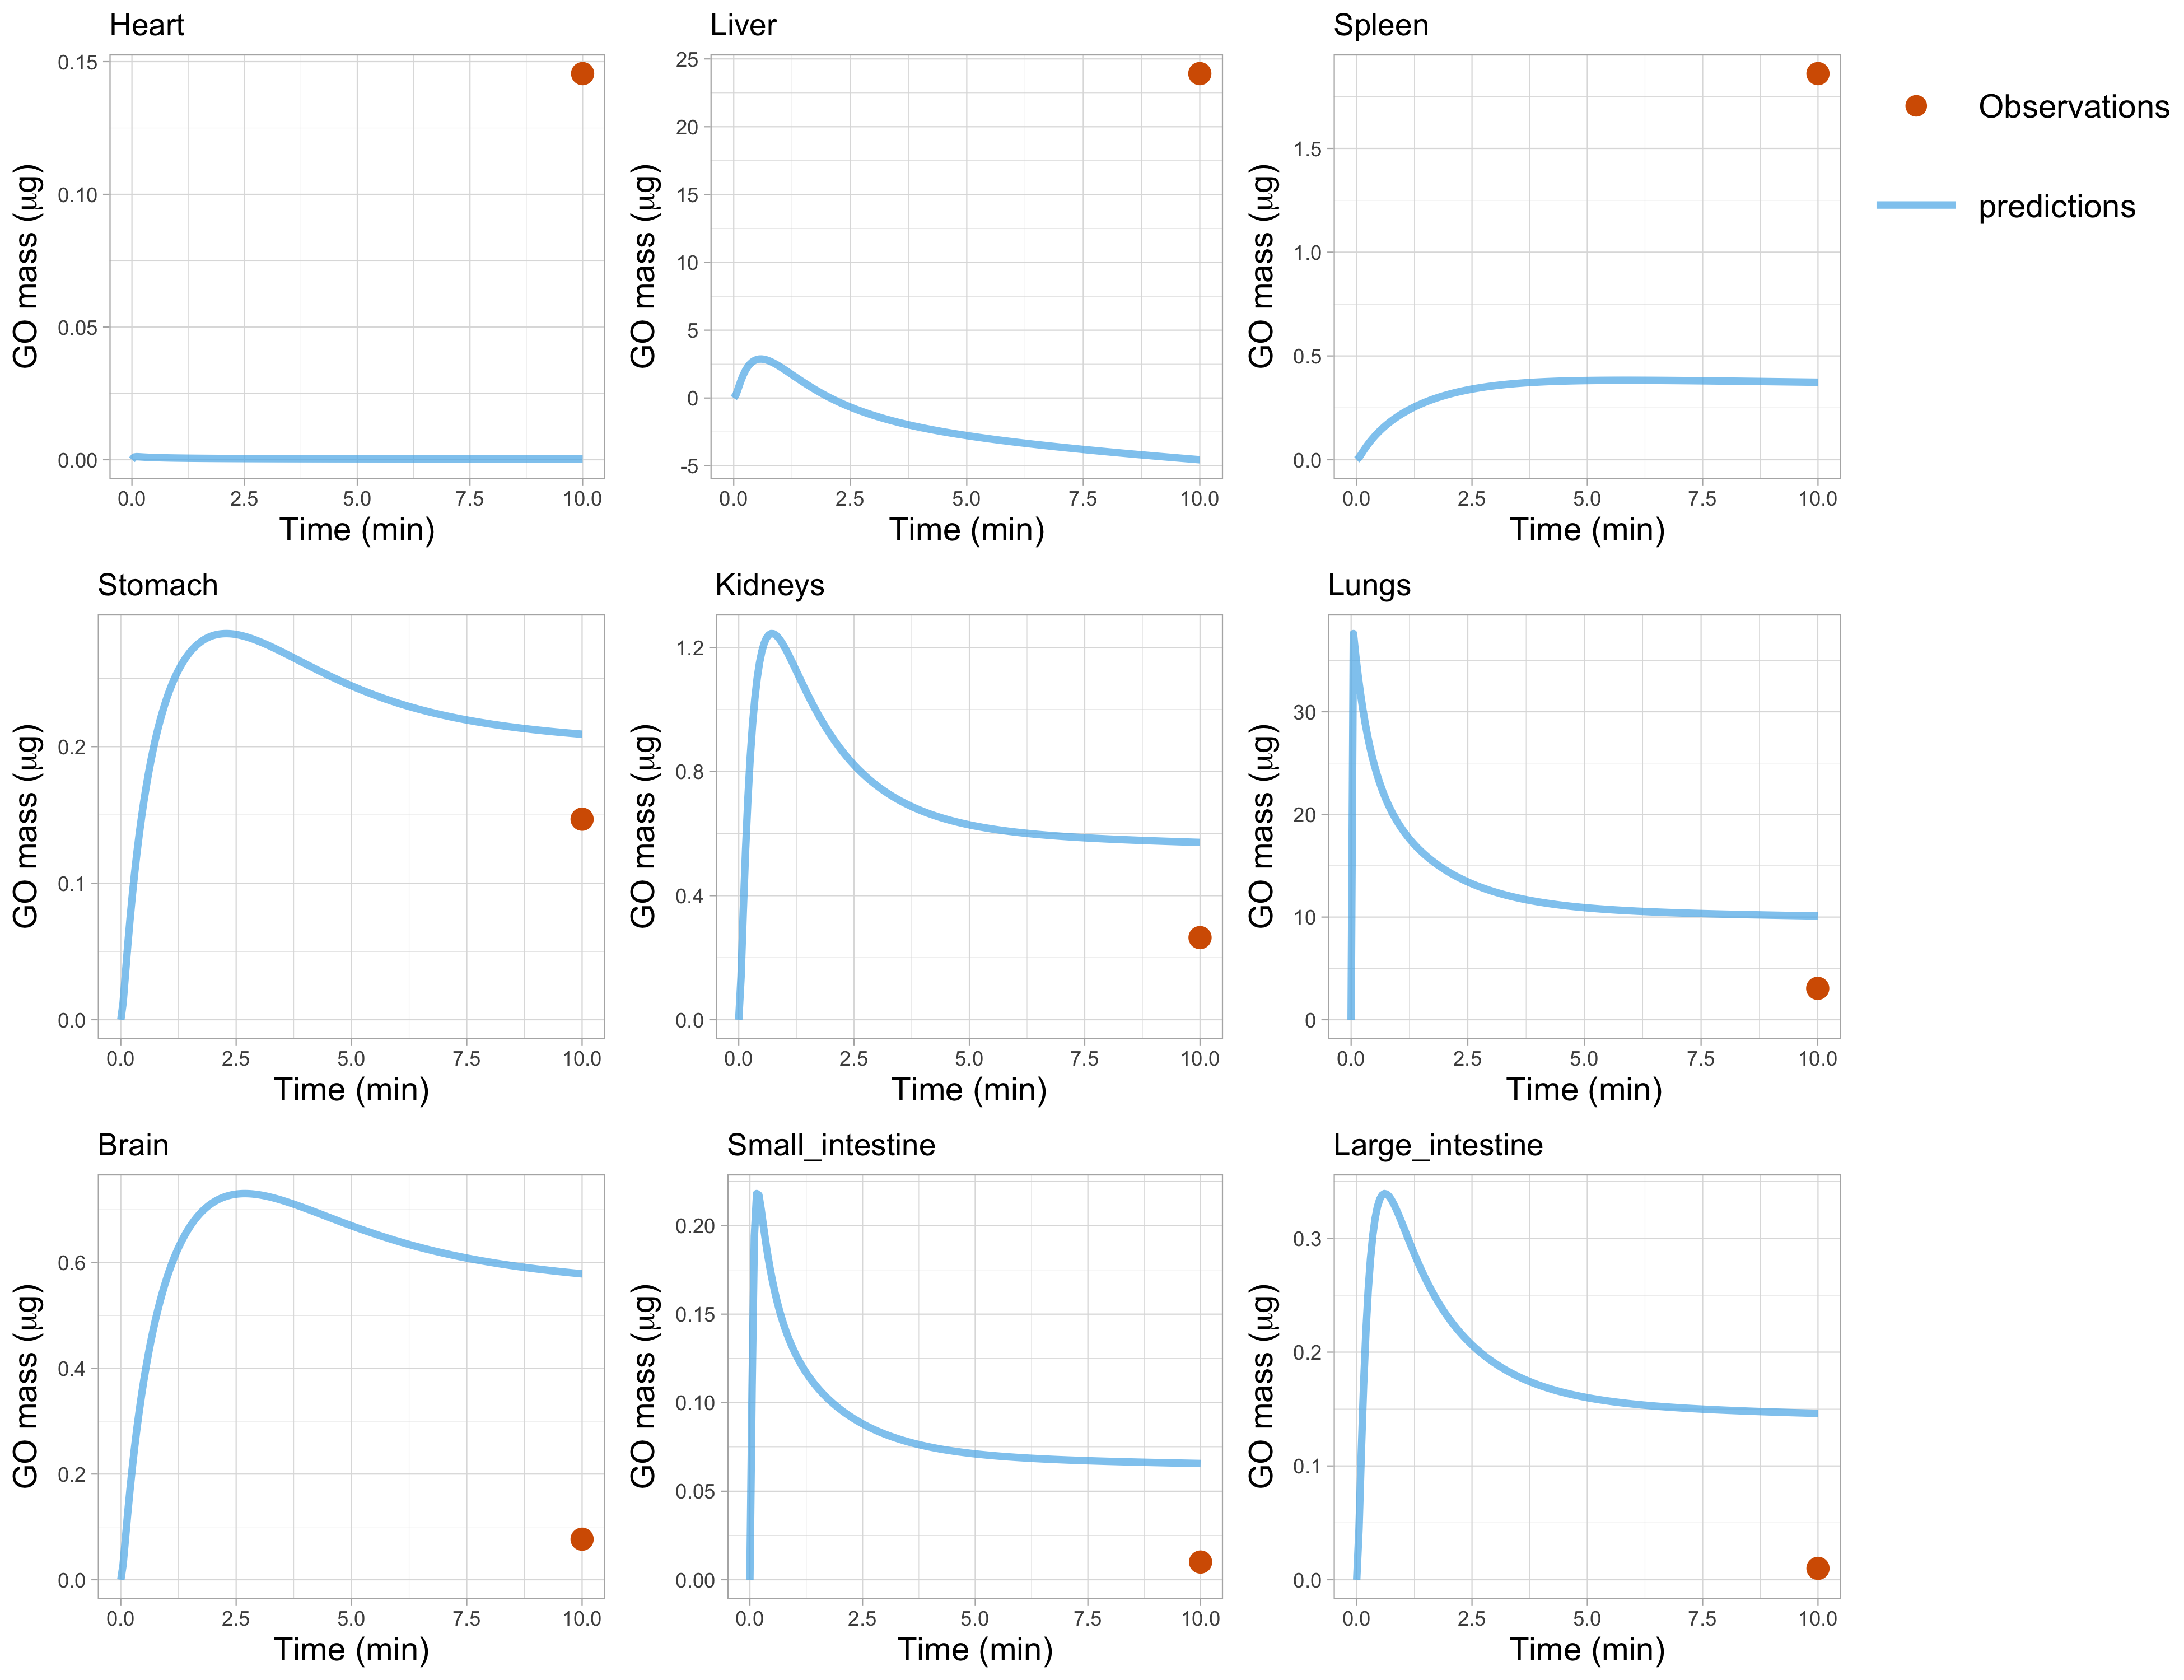 Heart
0.15
0.10
0.05
0.00
GO mass (μg)
0.0 2.5 5.0 7.5 10.0
Time (min)
Liver
25
20
15
10
5
0
-5
GO mass (μg)
0.0 2.5 5.0 7.5 10.0
Time (min)
Spleen
1.5
1.0
0.5
0.0
GO mass (μg)
0.0 2.5 5.0 7.5 10.0
Time (min)
Observations
predictions
Stomach
0.2
0.1
0.0
GO mass (μg)
0.0 2.5 5.0 7.5 10.0
Time (min)
Kidneys
1.2
0.8
0.4
0.0
GO mass (μg)
0.0 2.5 5.0 7.5 10.0
Time (min)
Lungs
30
20
10
0
GO mass (μg)
0.0 2.5 5.0 7.5 10.0
Time (min)
Brain
0.6
0.4
0.2
0.0
GO mass (μg)
0.0 2.5 5.0 7.5 10.0
Time (min)
Small_intestine
0.20
0.15
0.10
0.05
0.00
GO mass (μg)
0.0 2.5 5.0 7.5 10.0
Time (min)
Large_intestine
0.3
0.2
0.1
0.0
GO mass (μg)
0.0 2.5 5.0 7.5 10.0
Time (min)